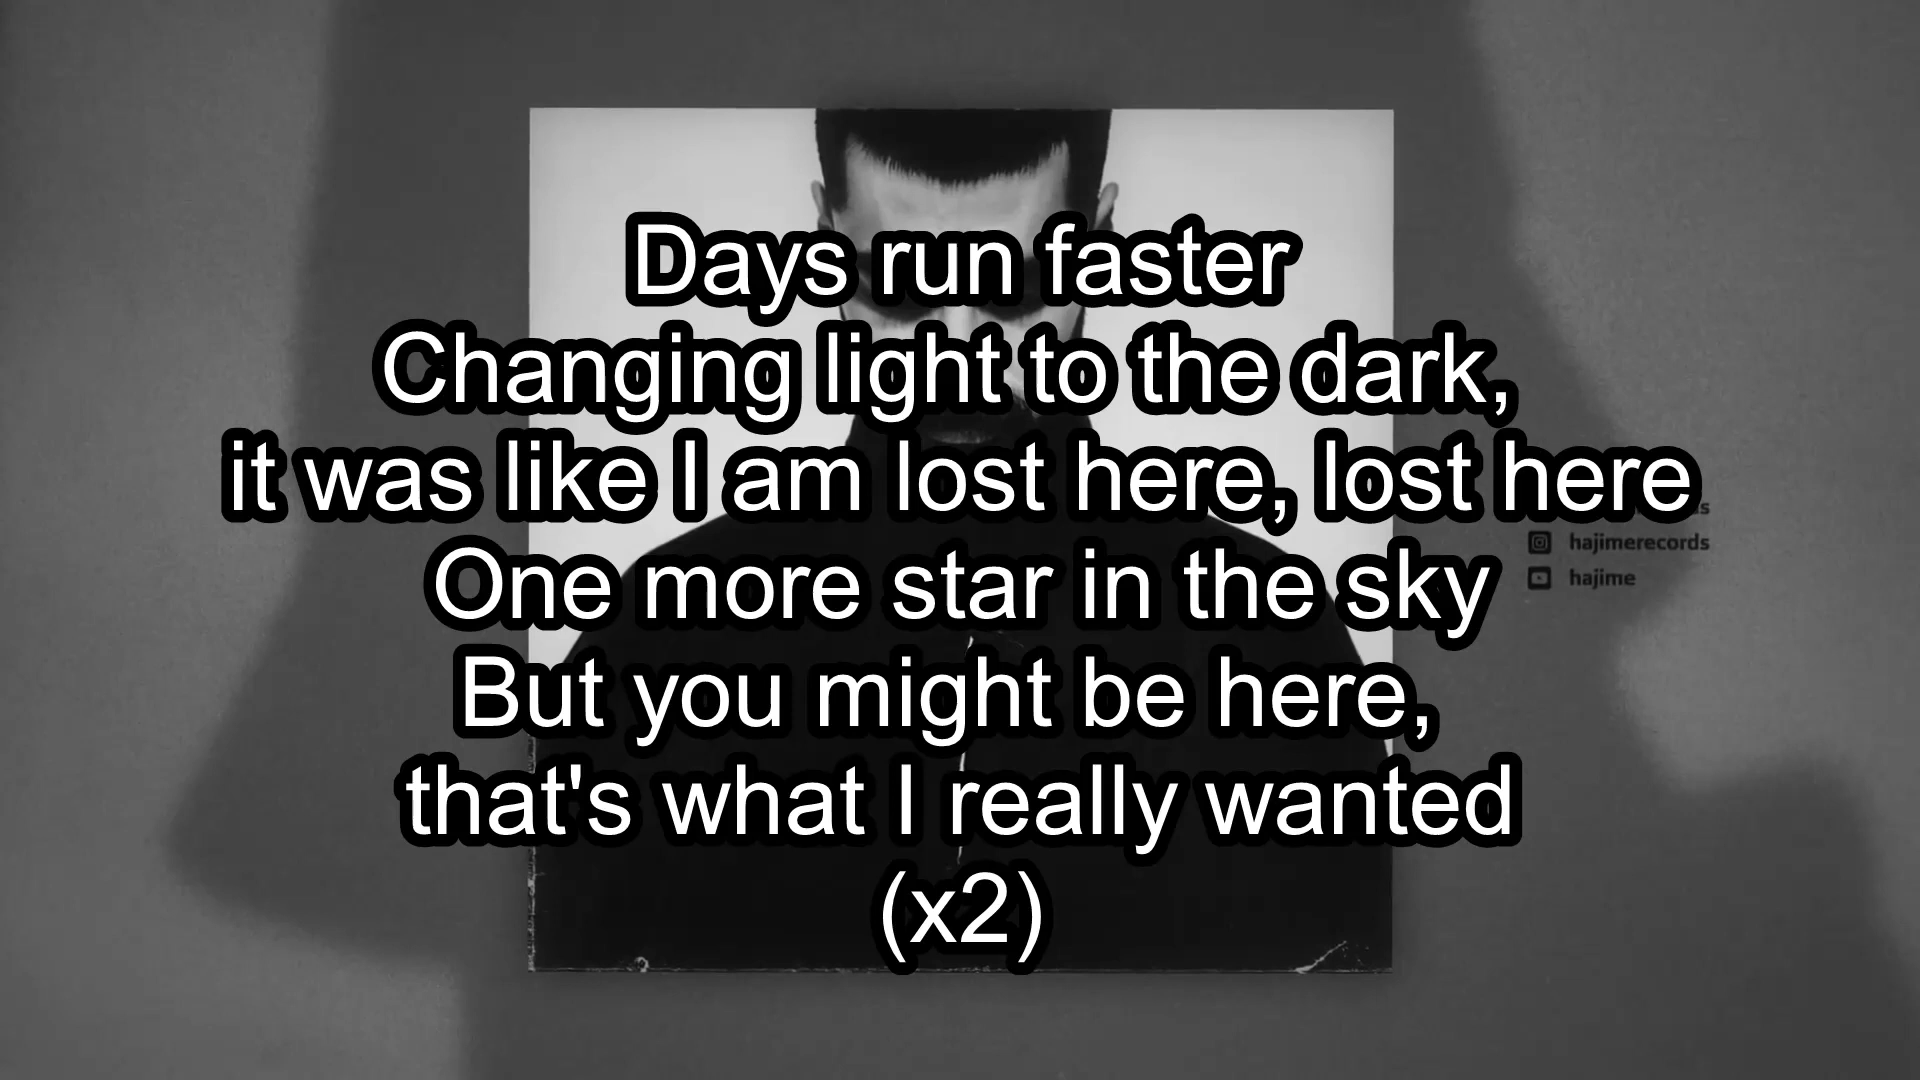 Days run faster
Changing light to the dark,
it was like I am lost here, lost here
One more star in the sky
But you might be here,
that's what I really wanted
(x2)
hajimerecords
hajime